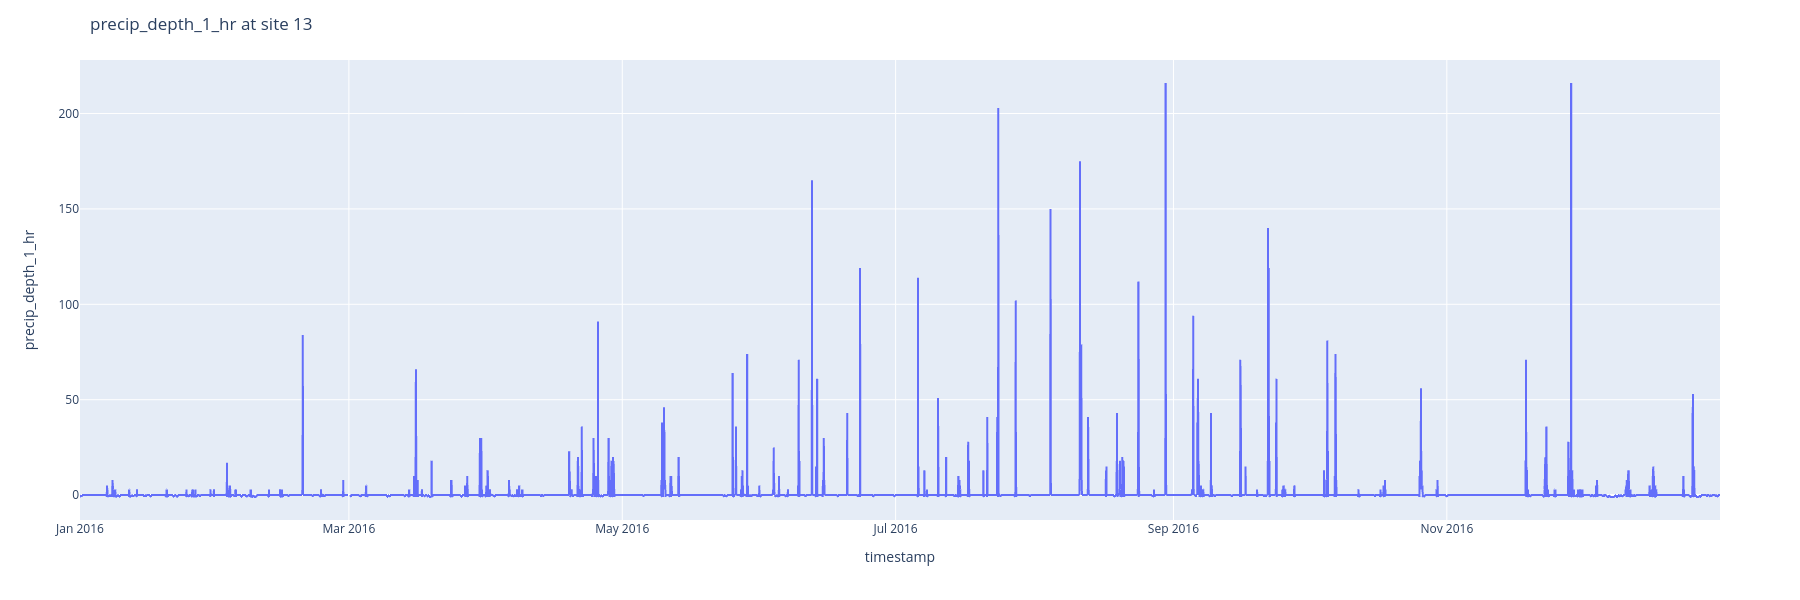 precip_depth_1_hr at site 13
precip_depth_1_hr
200
150
100
50
0
Jan 2016
Mar 2016
May 2016
Jul 2016
Sep 2016
Nov 2016
timestamp